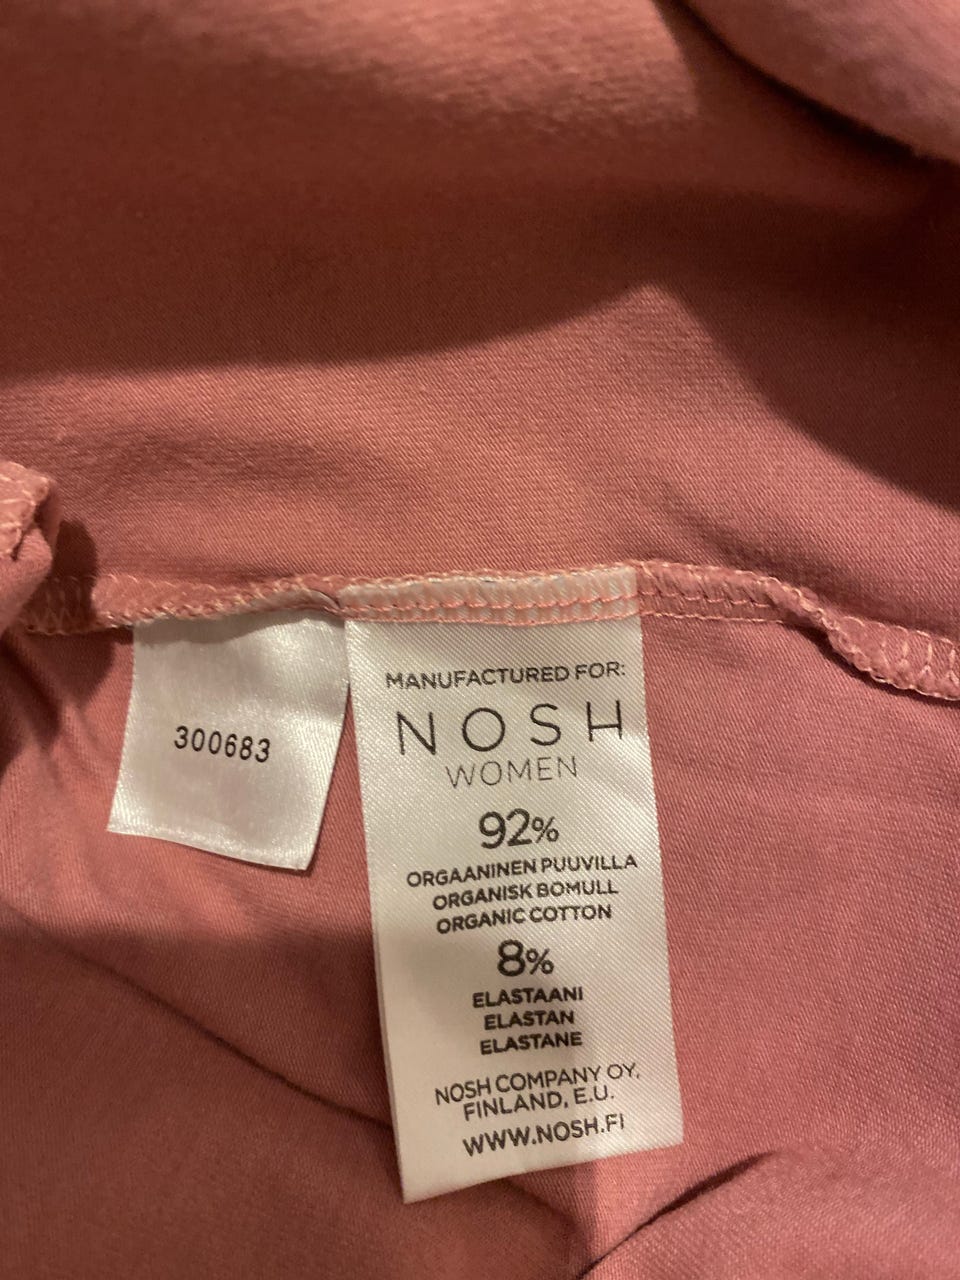 300683
MANUFACTURED FOR:
NOSH
WOMEN
92%
ORGAANINEN PUUVILLA
ORGANISK BOMULL
ORGANIC COTTON
8%
ELASTAANI
ELASTAN
ELASTANE
NOSH COMPANY OY,
FINLAND, E.U.
WWW.NOSH.FI